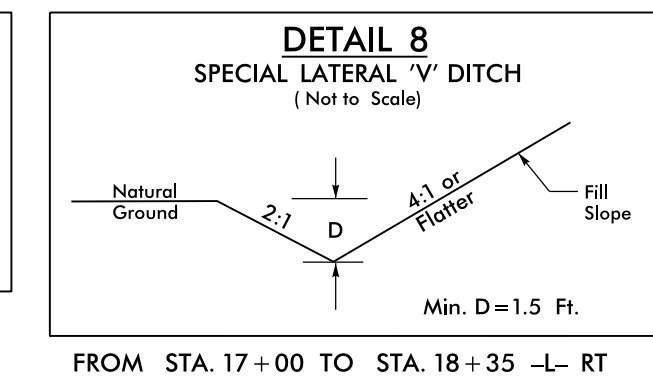 DETAIL 8
SPECIAL LATERAL 'V' DITCH
( Not to Scale)
Natural
Ground
2:1
D
4:1 or
Flatter
Fill
Slope
Min. D=1.5 Ft.
FROM STA. 17+00 TO STA. 18+35 -L- RT